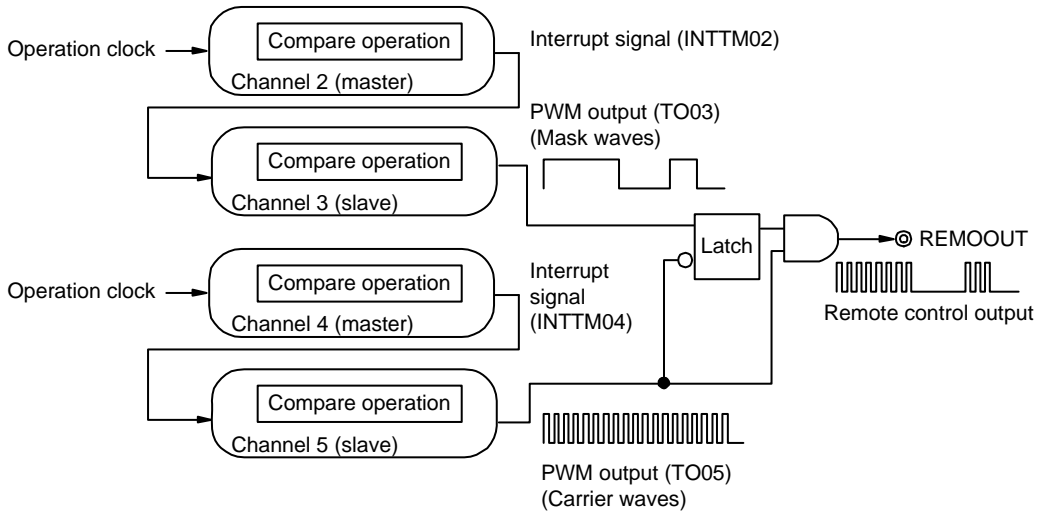 Operation clock
Compare operation
Channel 2 (master)
Interrupt signal (INTTM02)
PWM output (TO03)
(Mask waves)
Compare operation
Channel 3 (slave)
Latch
REMOOUT
Remote control output
Operation clock
Compare operation
Channel 4 (master)
Interrupt
signal
(INTTM04)
Compare operation
Channel 5 (slave)
PWM output (TO05)
(Carrier waves)